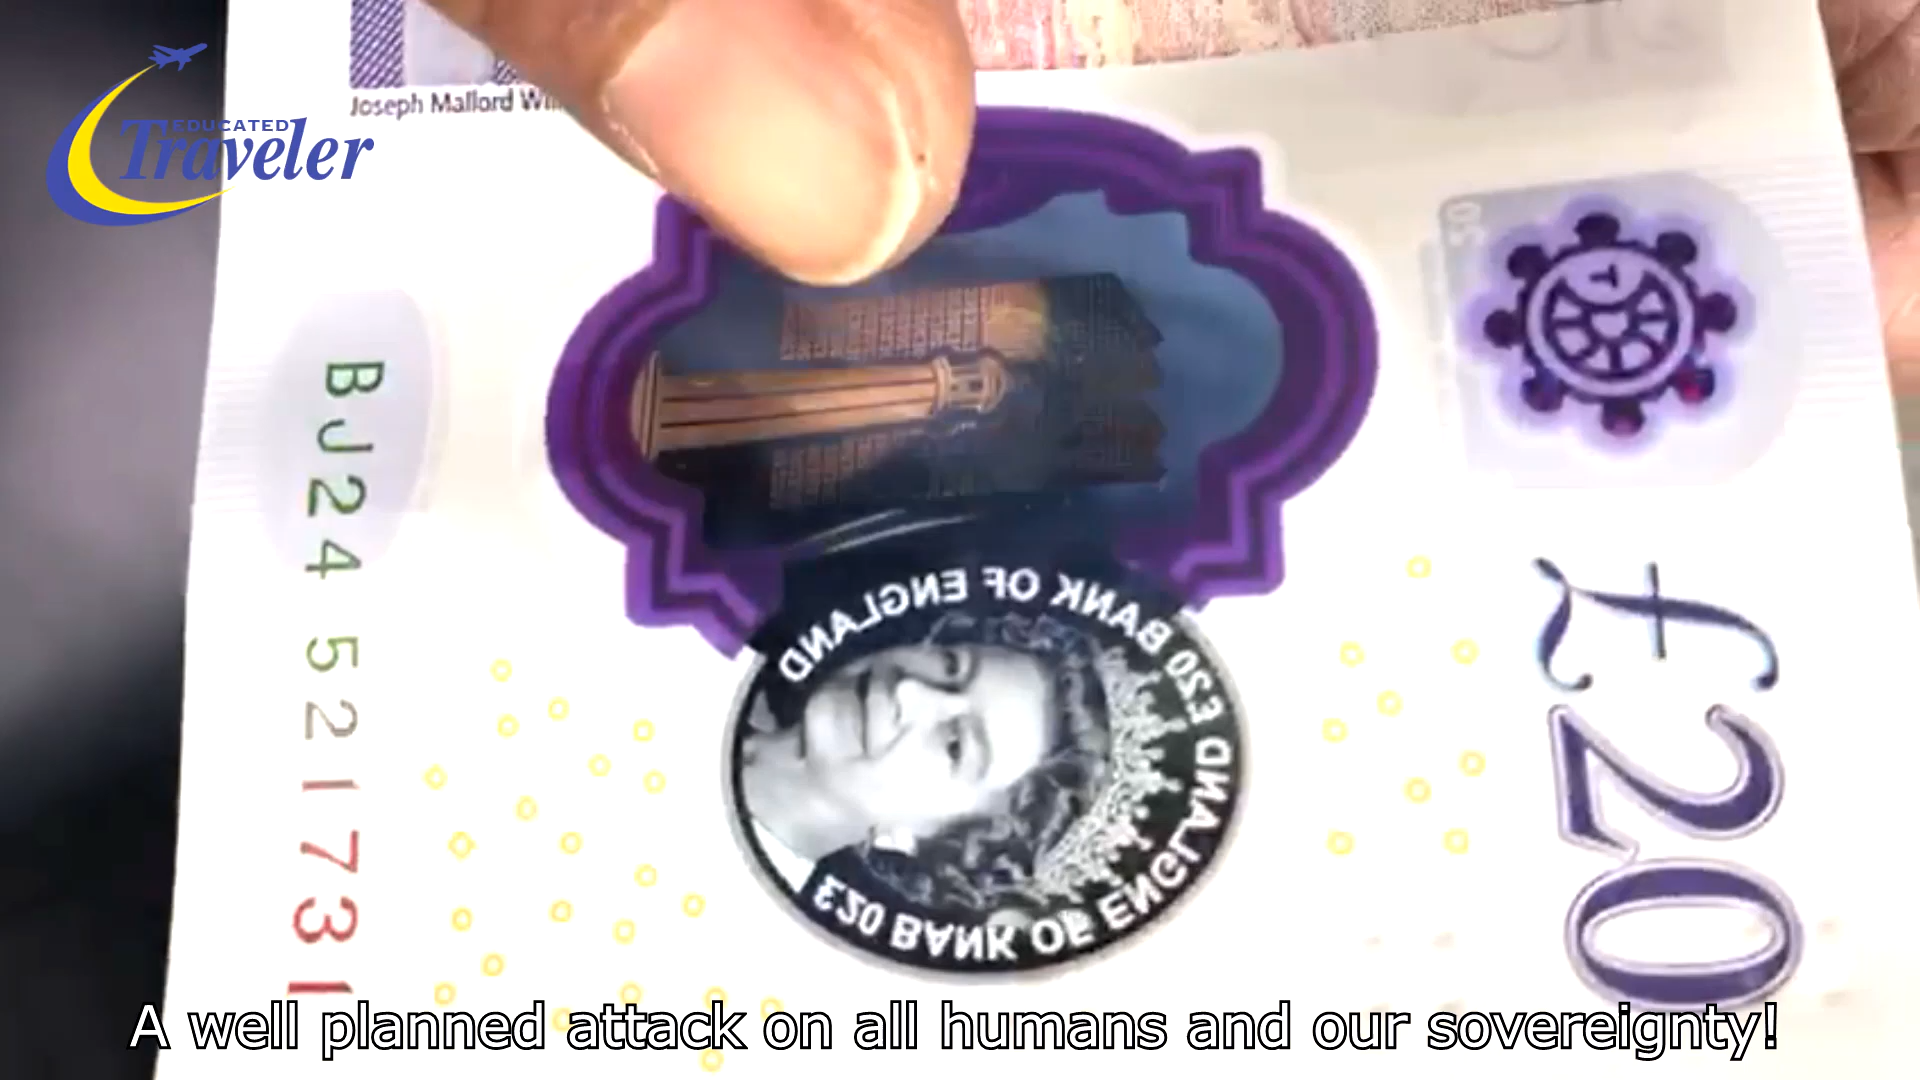 Joseph Mallord
EDUCATED
Traveler
BJ24 521731
£20 BANK OF ENGLAND £20 BANK OF ENGLAND
£20
A well planned attack on all humans and our sovereignty!